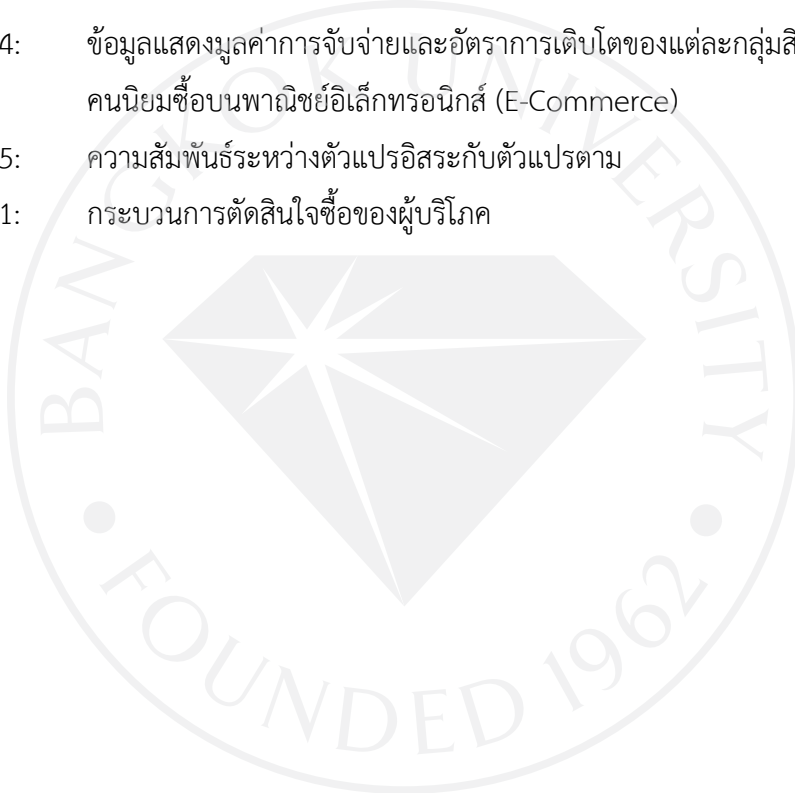 4: ข้อมูลแสดงมูลค่าการจับจ่ายและอัตราการเติบโตของแต่ละกลุ่มสิ
คนนิยมซื้อบนพาณิชย์อิเล็กทรอนิกส์ (E-Commerce)
5: ความสัมพันธ์ระหว่างตัวแปรอิสระกับตัวแปรตาม
1: กระบวนการตัดสินใจซื้อของผู้บริโภค
BANGKOK UNIVERSITY
FOUNDED 1962